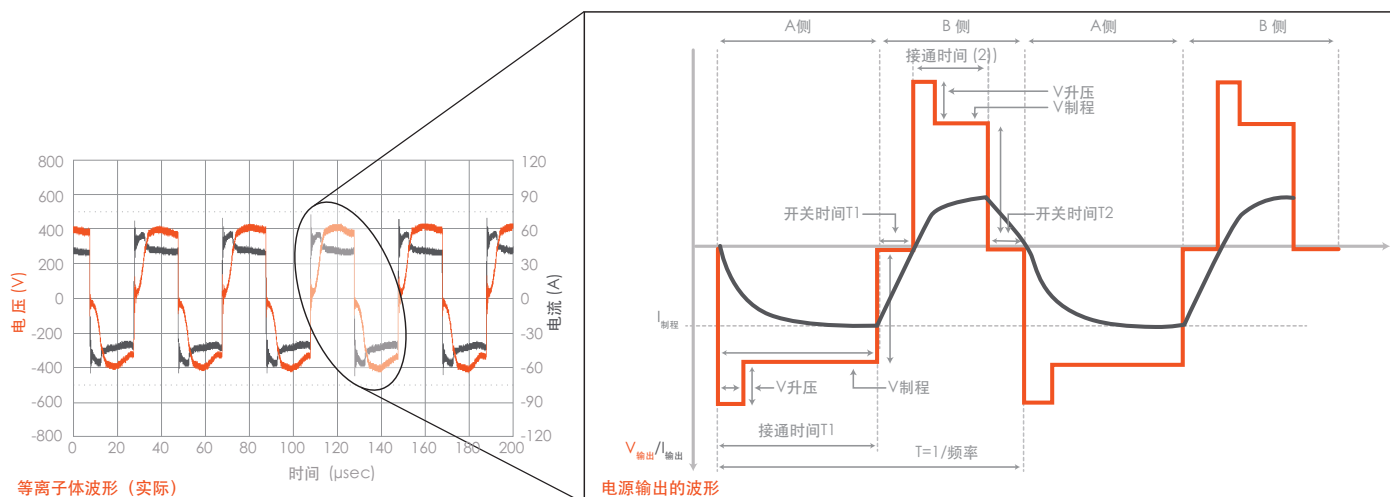 800
600
400
200
0
-200
-400
-600
-800
电 压 (V)
120
90
60
30
0
-30
-60
-90
-120
电流 (A)
0
20
40
60
80
100
120
140
160
180
200
时间 (µsec)
等离子体波形（实际）
A侧
B 侧
A侧
B 侧
接通时间 (2))
V升压
V制程
开关时间T1
开关时间T2
I制程
V升压
V制程
接通时间T1
V输出/I输出
T=1/频率
电源输出的波形